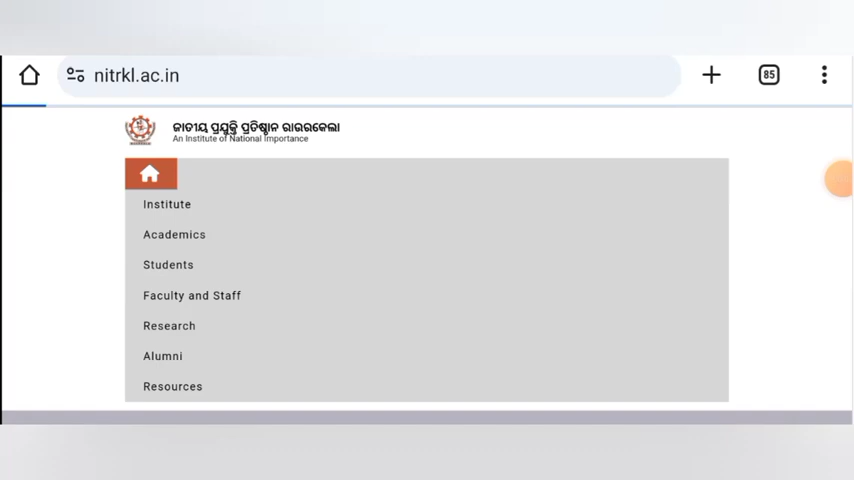 nitrkl.ac.in
85
ଜାତୀୟ ପ୍ରଯୁକ୍ତି ପ୍ରତିଷ୍ଠାନ ରାଉରକେଲା
An Institute of National Importance
Institute
Academics
Students
Faculty and Staff
Research
Alumni
Resources